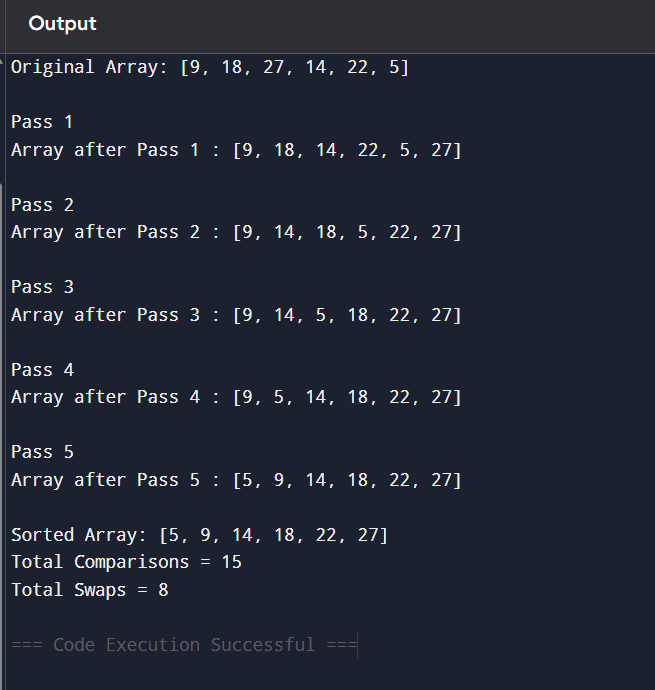 Output
Original Array: [9, 18, 27, 14, 22, 5]
Pass 1
Array after Pass 1 : [9, 18, 14, 22, 5, 27]
Pass 2
Array after Pass 2 : [9, 14, 18, 5, 22, 27]
Pass 3
Array after Pass 3 : [9, 14, 5, 18, 22, 27]
Pass 4
Array after Pass 4 : [9, 5, 14, 18, 22, 27]
Pass 5
Array after Pass 5 : [5, 9, 14, 18, 22, 27]
Sorted Array: [5, 9, 14, 18, 22, 27]
Total Comparisons = 15
Total Swaps = 8
=== Code Execution Successful ===